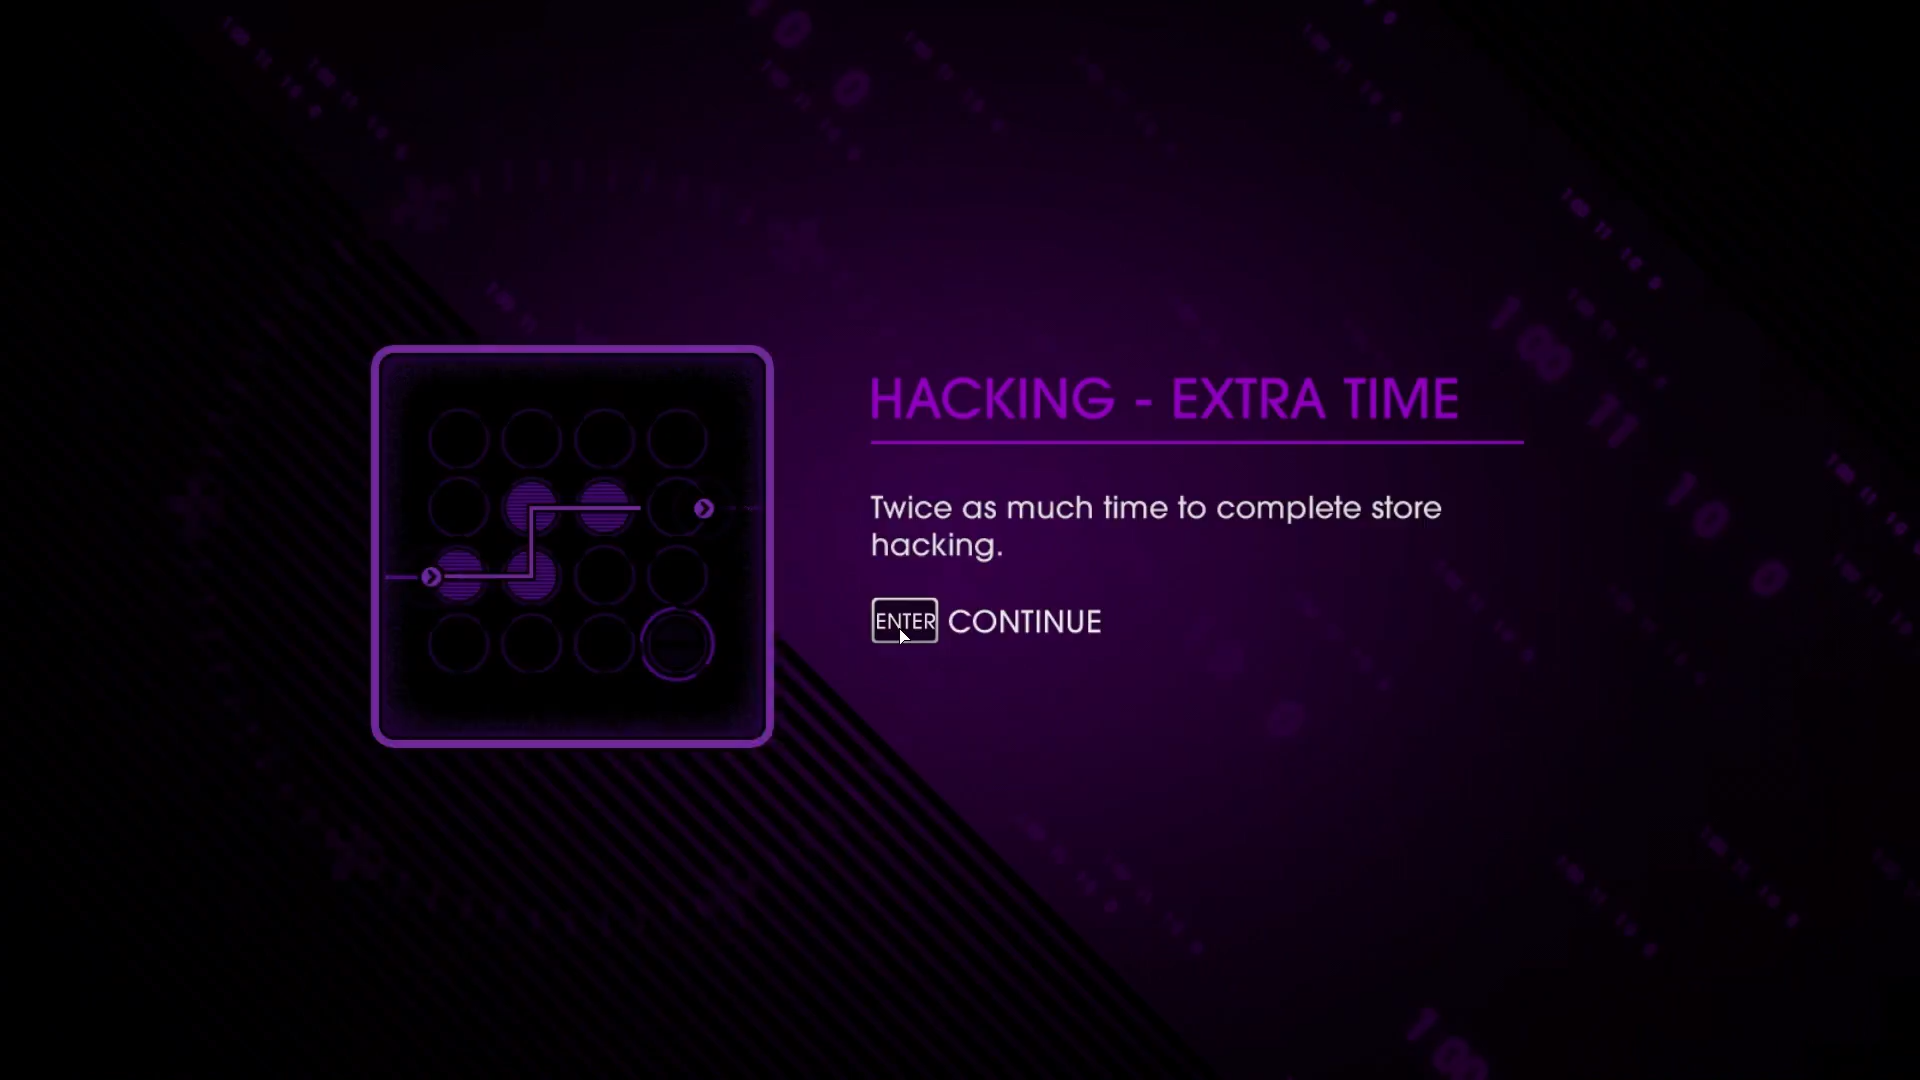 HACKING - EXTRA TIME
Twice as much time to complete store
hacking.
ENTER CONTINUE